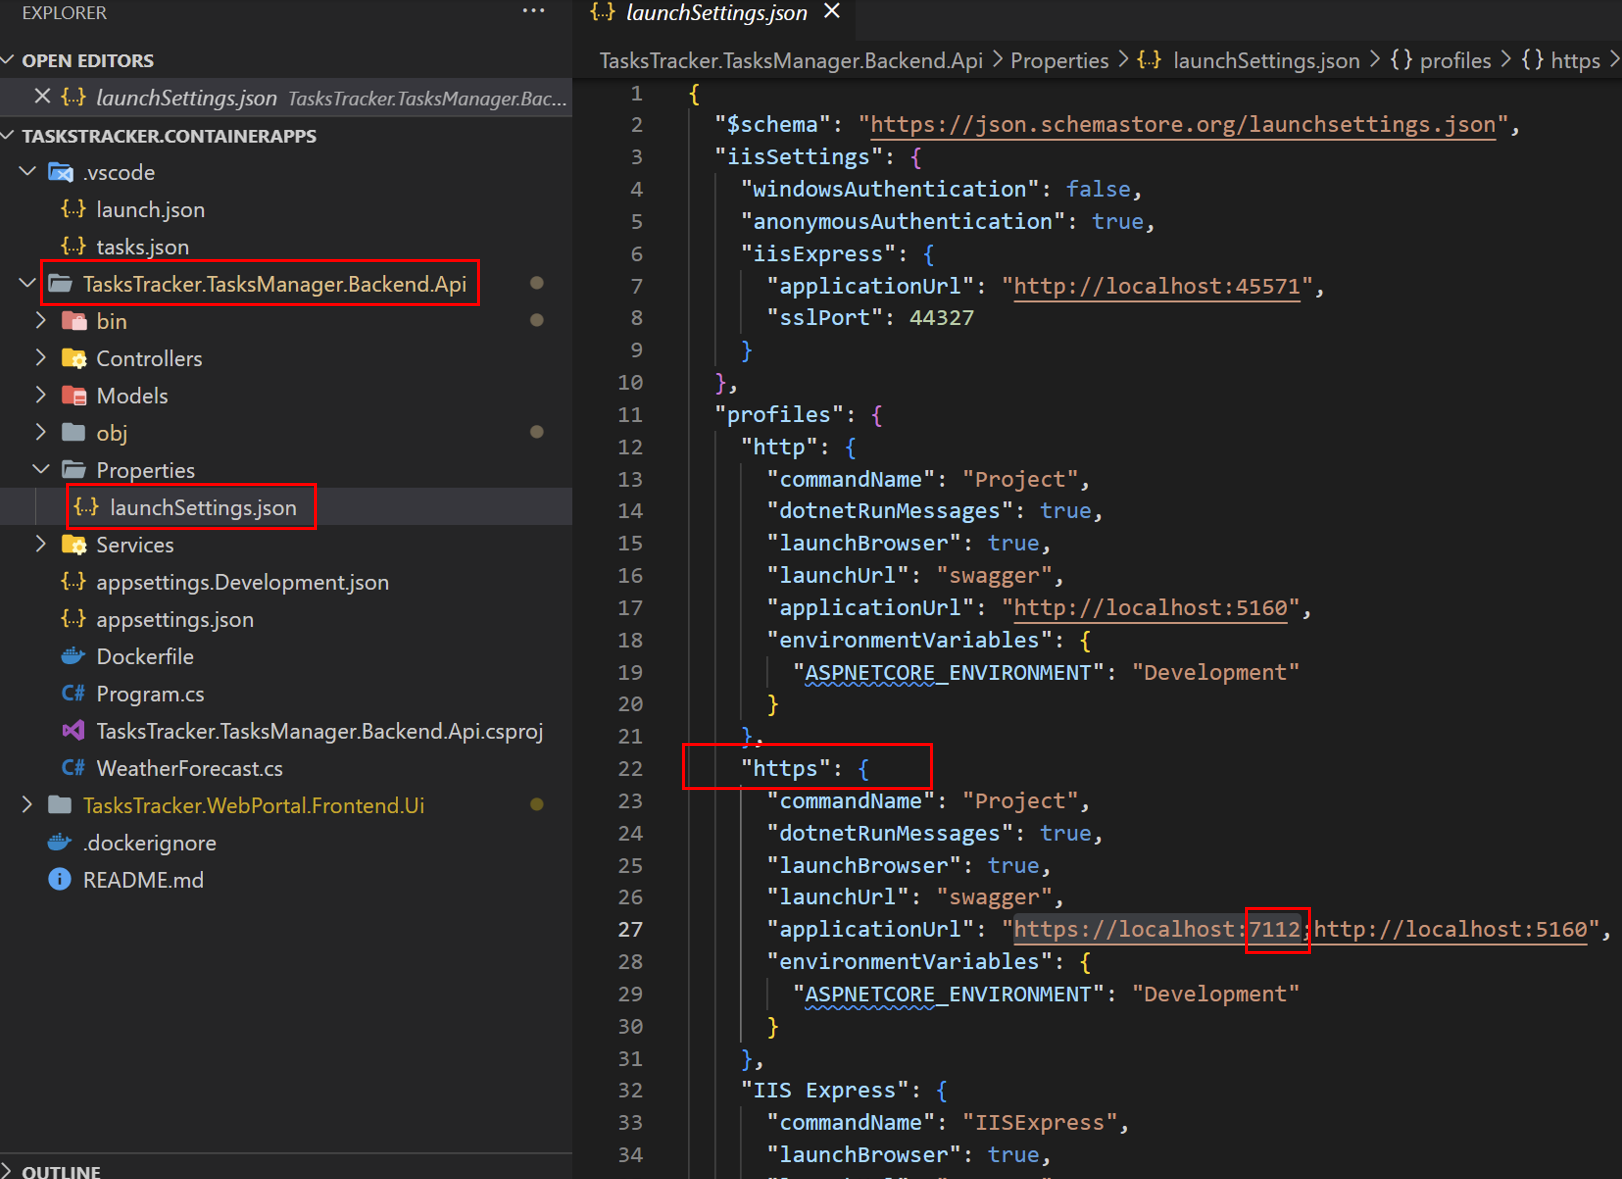 EXPLORER
OPEN EDITORS
launchSettings.json TasksTracker.TasksManager.Bac...
TASKSTRACKER.CONTAINERAPPS
.vscode
launch.json
tasks.json
TasksTracker.TasksManager.Backend.Api
bin
Controllers
Models
obj
Properties
launchSettings.json
Services
appsettings.Development.json
appsettings.json
Dockerfile
Program.cs
TasksTracker.TasksManager.Backend.Api.csproj
WeatherForecast.cs
TasksTracker.WebPortal.Frontend.Ui
.dockerignore
README.md
OUTLINE
launchSettings.json
TasksTracker.TasksManager.Backend.Api > Properties > {..} launchSettings.json > {} profiles > {} https >
1 {
2 "$schema": "https://json.schemastore.org/launchsettings.json",
3 "iisSettings": {
4 "windowsAuthentication": false,
5 "anonymousAuthentication": true,
6 "iisExpress": {
7 "applicationUrl": "http://localhost:45571",
8 "sslPort": 44327
9 }
10 },
11 "profiles": {
12 "http": {
13 "commandName": "Project",
14 "dotnetRunMessages": true,
15 "launchBrowser": true,
16 "launchUrl": "swagger",
17 "applicationUrl": "http://localhost:5160",
18 "environmentVariables": {
19 "ASPNETCORE_ENVIRONMENT": "Development"
20 }
21 },
22 "https": {
23 "commandName": "Project",
24 "dotnetRunMessages": true,
25 "launchBrowser": true,
26 "launchUrl": "swagger",
27 "applicationUrl": "https://localhost:7112;http://localhost:5160",
28 "environmentVariables": {
29 "ASPNETCORE_ENVIRONMENT": "Development"
30 }
31 },
32 "IIS Express": {
33 "commandName": "IISExpress",
34 "launchBrowser": true,